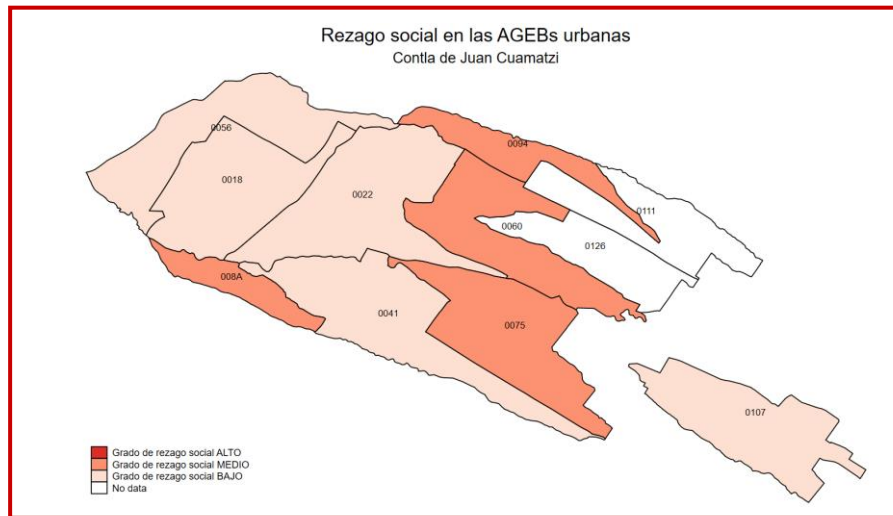 Rezago social en las AGEBs urbanas
Contla de Juan Cuamatzi
0056
0094
0018
0022
0111
0060
0126
008A
0041
0075
0107
Grado de rezago social ALTO
Grado de rezago social MEDIO
Grado de rezago social BAJO
No data